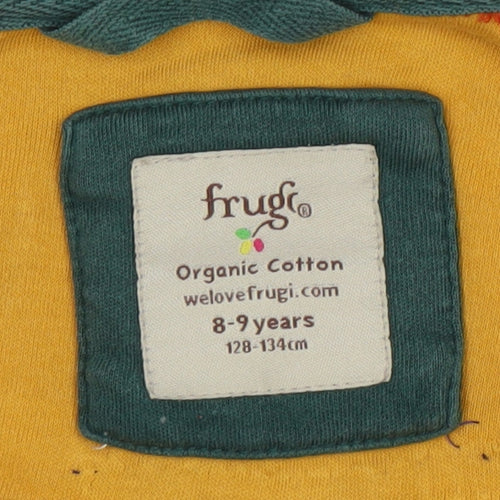 frugi®
Organic Cotton
welovefrugi.com
8-9 years
128-134cm